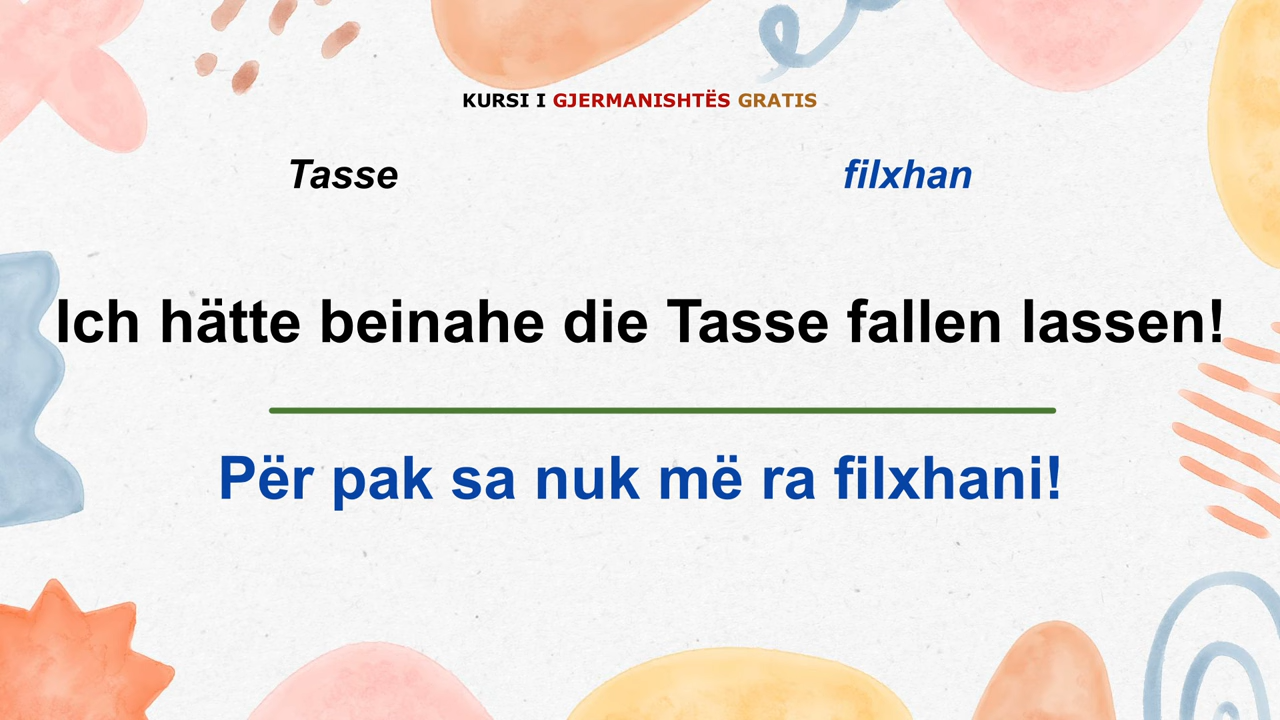 KURSI I GJERMANISHTËS GRATIS
Tasse filxhan
Ich hätte beinahe die Tasse fallen lassen!
Për pak sa nuk më ra filxhani!